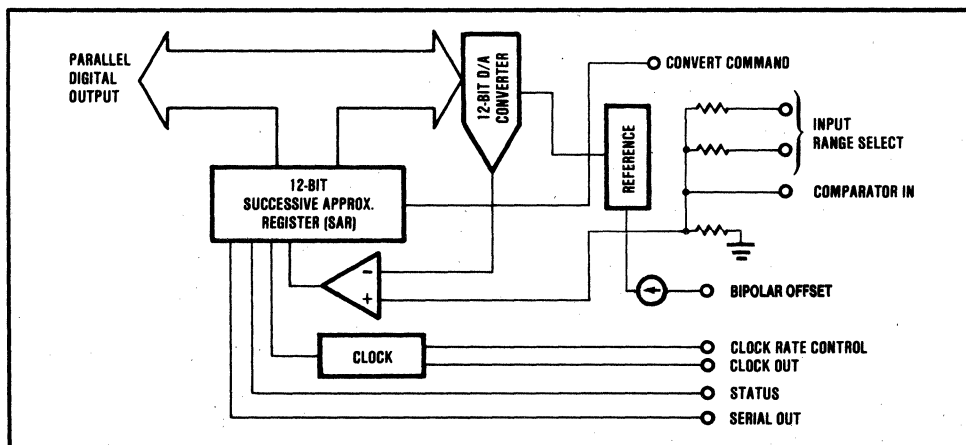 PARALLEL
DIGITAL
OUTPUT
12-BIT D/A
CONVERTER
CONVERT COMMAND
INPUT
RANGE SELECT
REFERENCE
COMPARATOR IN
12-BIT
SUCCESSIVE APPROX.
REGISTER (SAR)
-
+
BIPOLAR OFFSET
CLOCK
CLOCK RATE CONTROL
CLOCK OUT
STATUS
SERIAL OUT